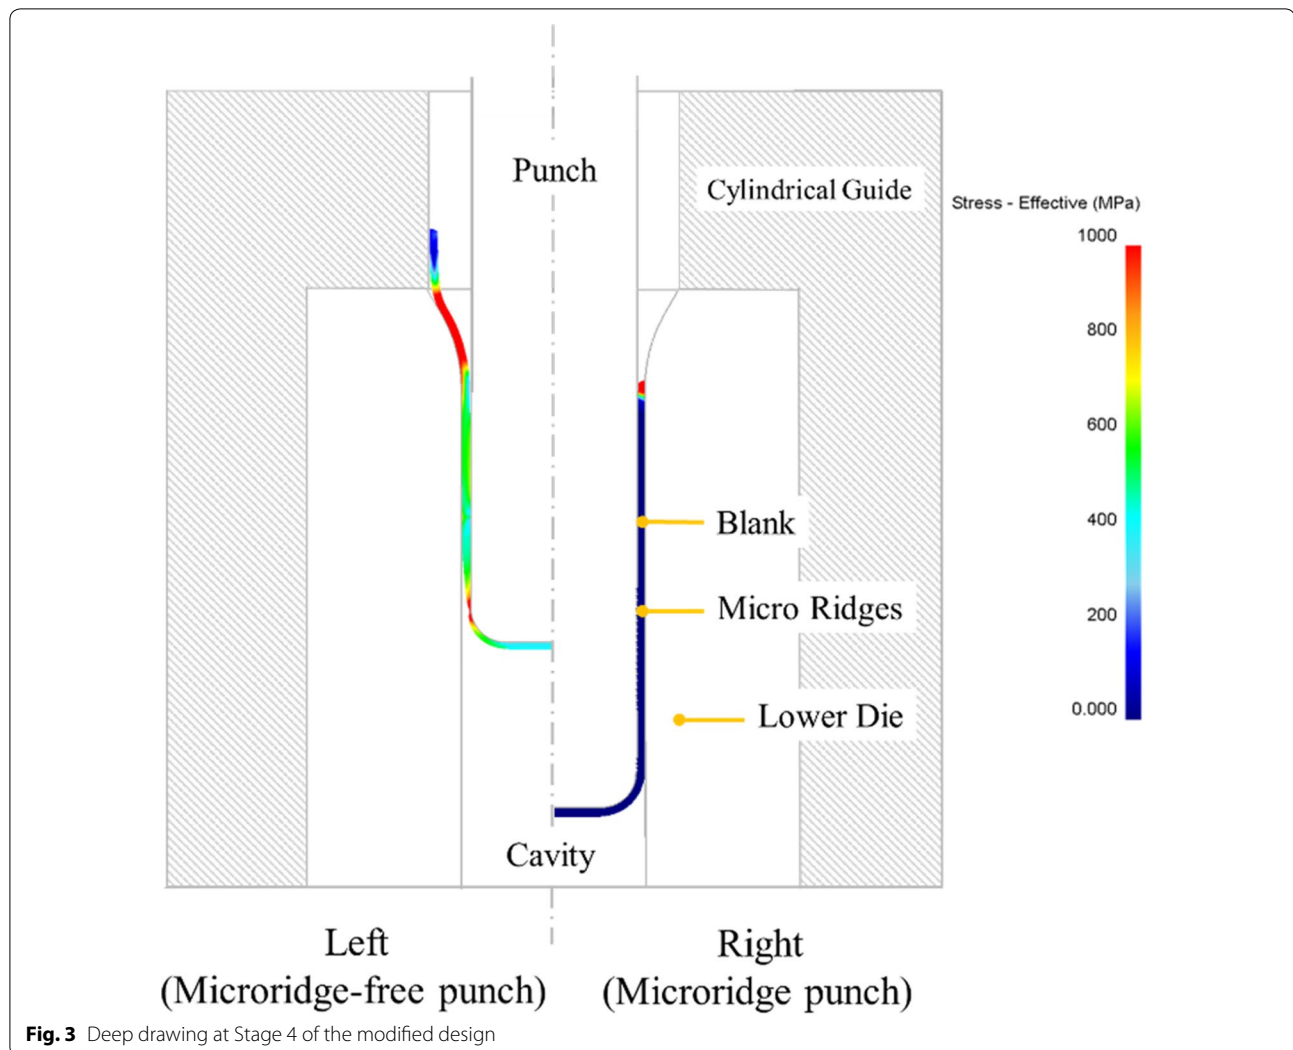 Punch
Cylindrical Guide
Stress - Effective (MPa)
1000
800
600
400
200
0.000
Blank
Micro Ridges
Lower Die
Cavity
Left
(Microridge-free punch)
Right
(Microridge punch)
Fig. 3 Deep drawing at Stage 4 of the modified design